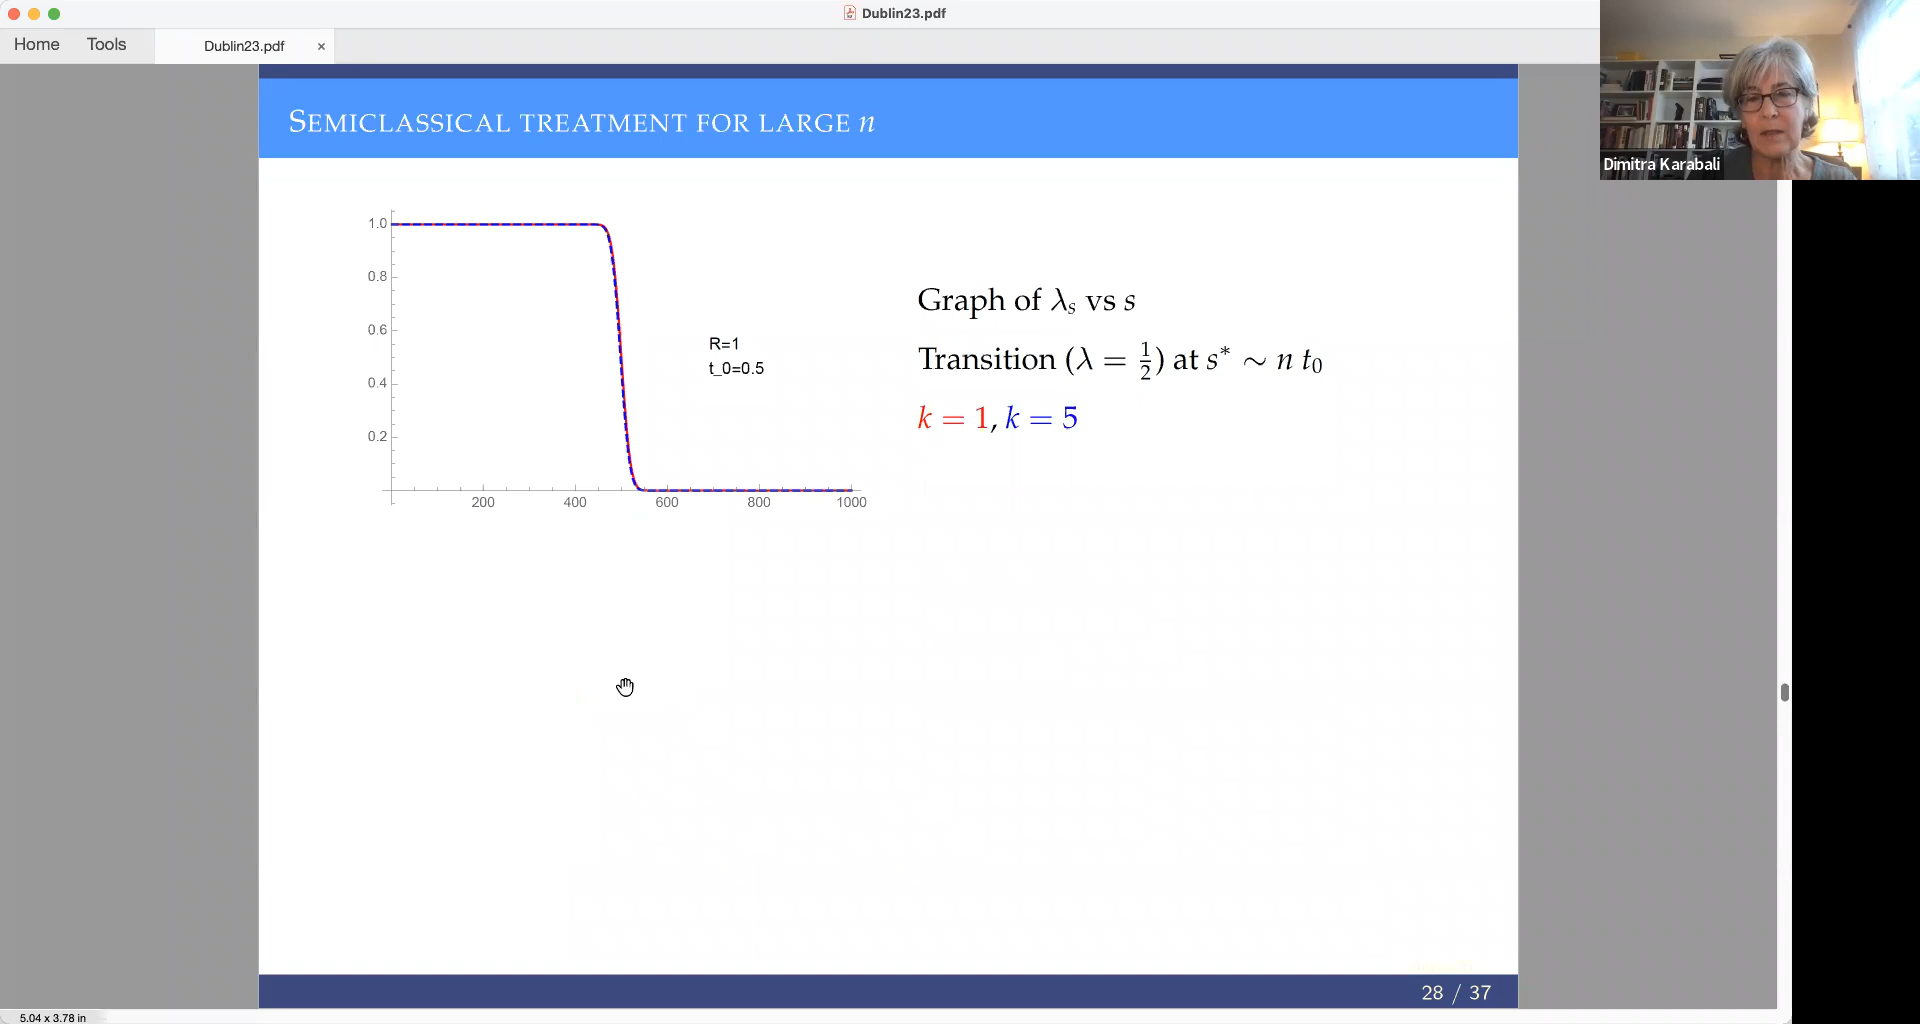 Dublin23.pdf
Home Tools Dublin23.pdf ×
Dimitra Karabali
SEMICLASSICAL TREATMENT FOR LARGE n
1.0
0.8
0.6
0.4
0.2
200 400 600 800 1000
R=1
t_0=0.5
Graph of λₛ vs s
Transition (λ = 1/2) at s* ∼ n t₀
k = 1, k = 5
28 / 37
5.04 x 3.78 in